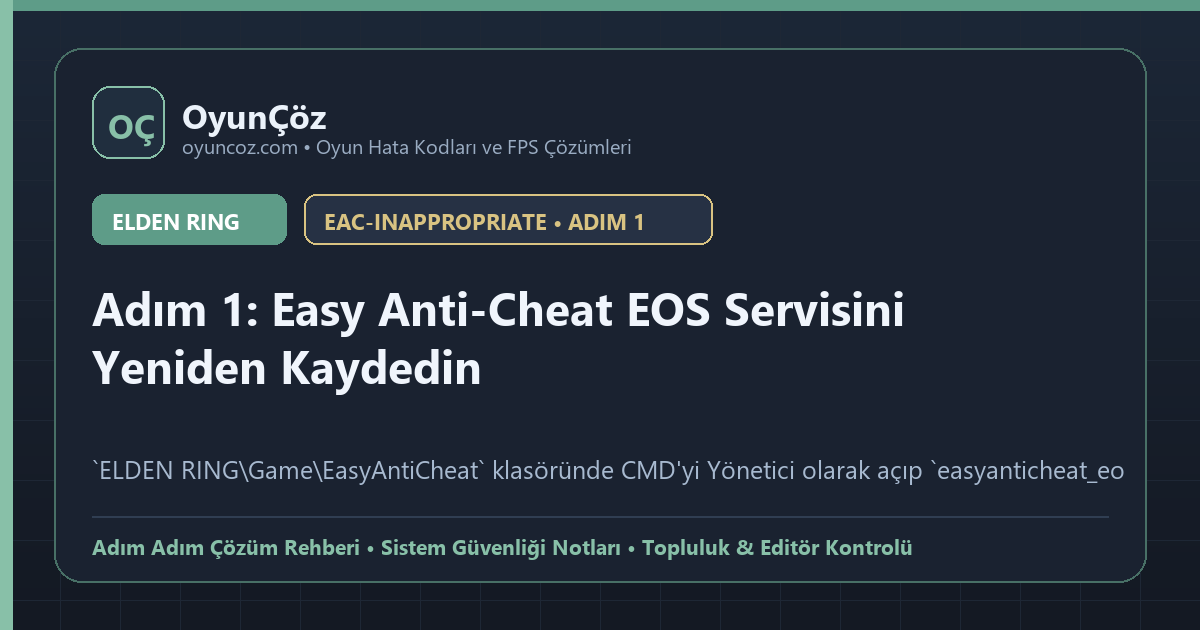 OÇ
OyunÇöz
oyuncoz.com • Oyun Hata Kodları ve FPS Çözümleri
ELDEN RING
EAC-INAPPROPRIATE • ADIM 1
Adım 1: Easy Anti-Cheat EOS Servisini
Yeniden Kaydedin
`ELDEN RING\Game\EasyAntiCheat` klasöründe CMD'yi Yönetici olarak açıp `easyanticheat_eo
Adım Adım Çözüm Rehberi • Sistem Güvenliği Notları • Topluluk & Editör Kontrolü